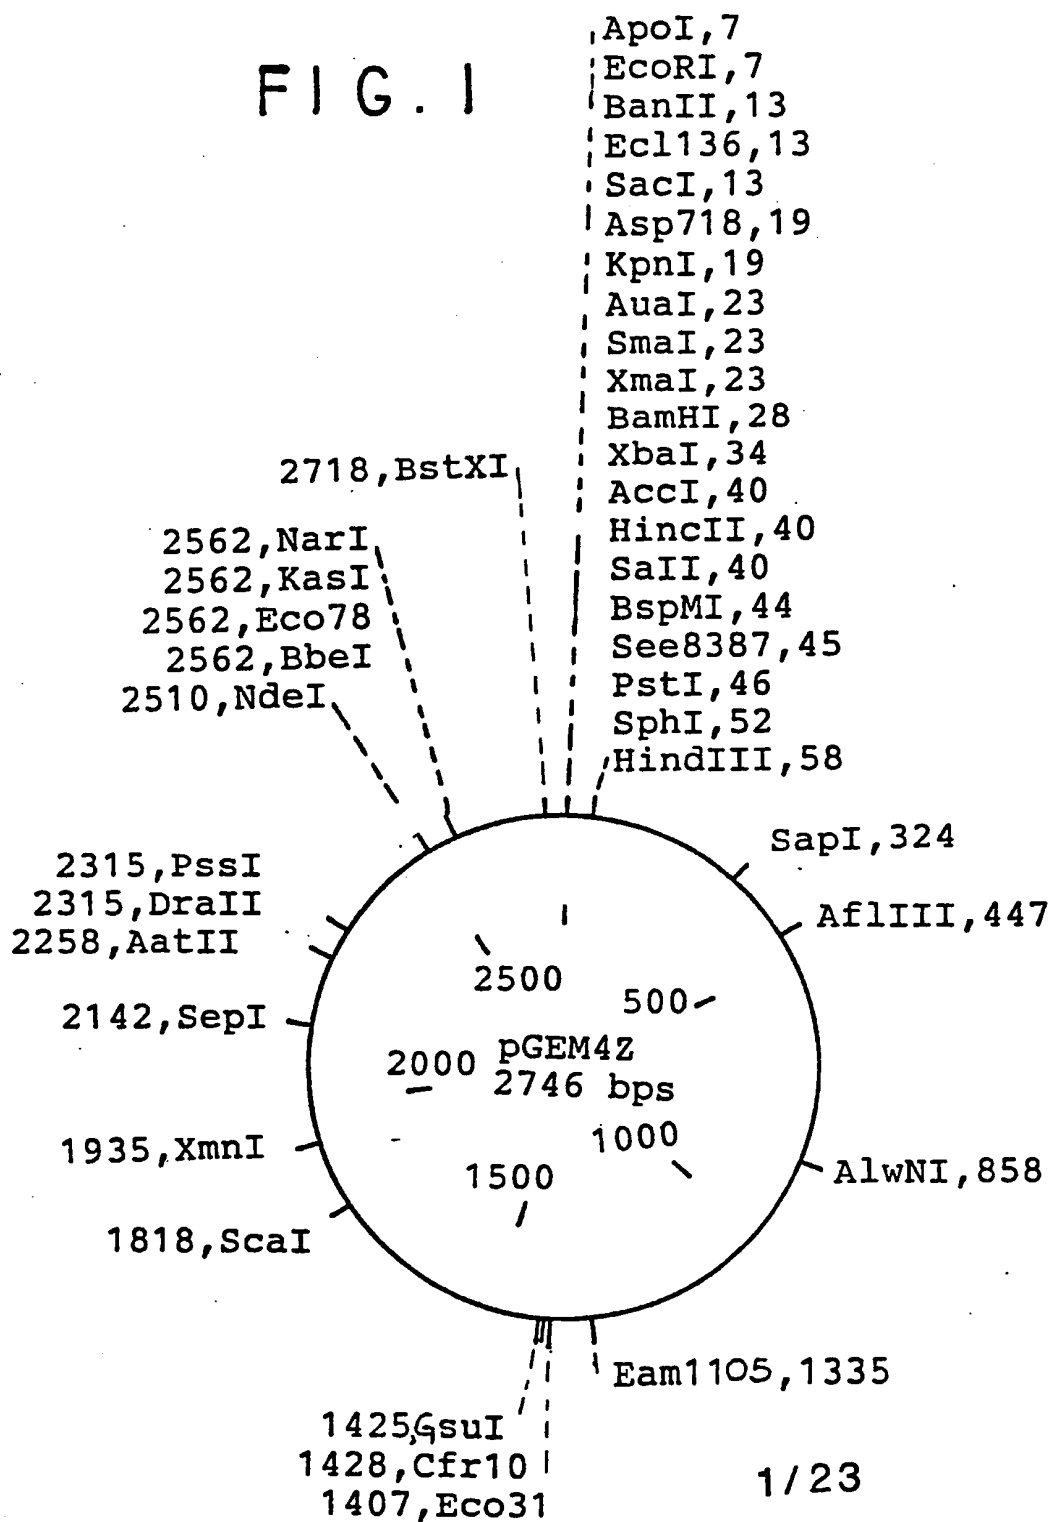 FIG. 1
ApoI,7
EcoRI,7
BanII,13
Ecl136,13
SacI,13
Asp718,19
KpnI,19
AuaI,23
SmaI,23
XmaI,23
BamHI,28
XbaI,34
AccI,40
HincII,40
SaII,40
BspMI,44
See8387,45
PstI,46
SphI,52
HindIII,58
2718,BstXI
2562,NarI
2562,KasI
2562,Eco78
2562,BbeI
2510,NdeI
SapI,324
2315,PssI
2315,DraII
AflIII,447
2258,AatII
2500
500
2142,SepI
pGEM4Z
2000
2746 bps
1000
1935,XmnI
1500
AlwNI,858
1818,ScaI
Eam1105,1335
1425,GsuI
1428,Cfr10
1407,Eco31
1/23